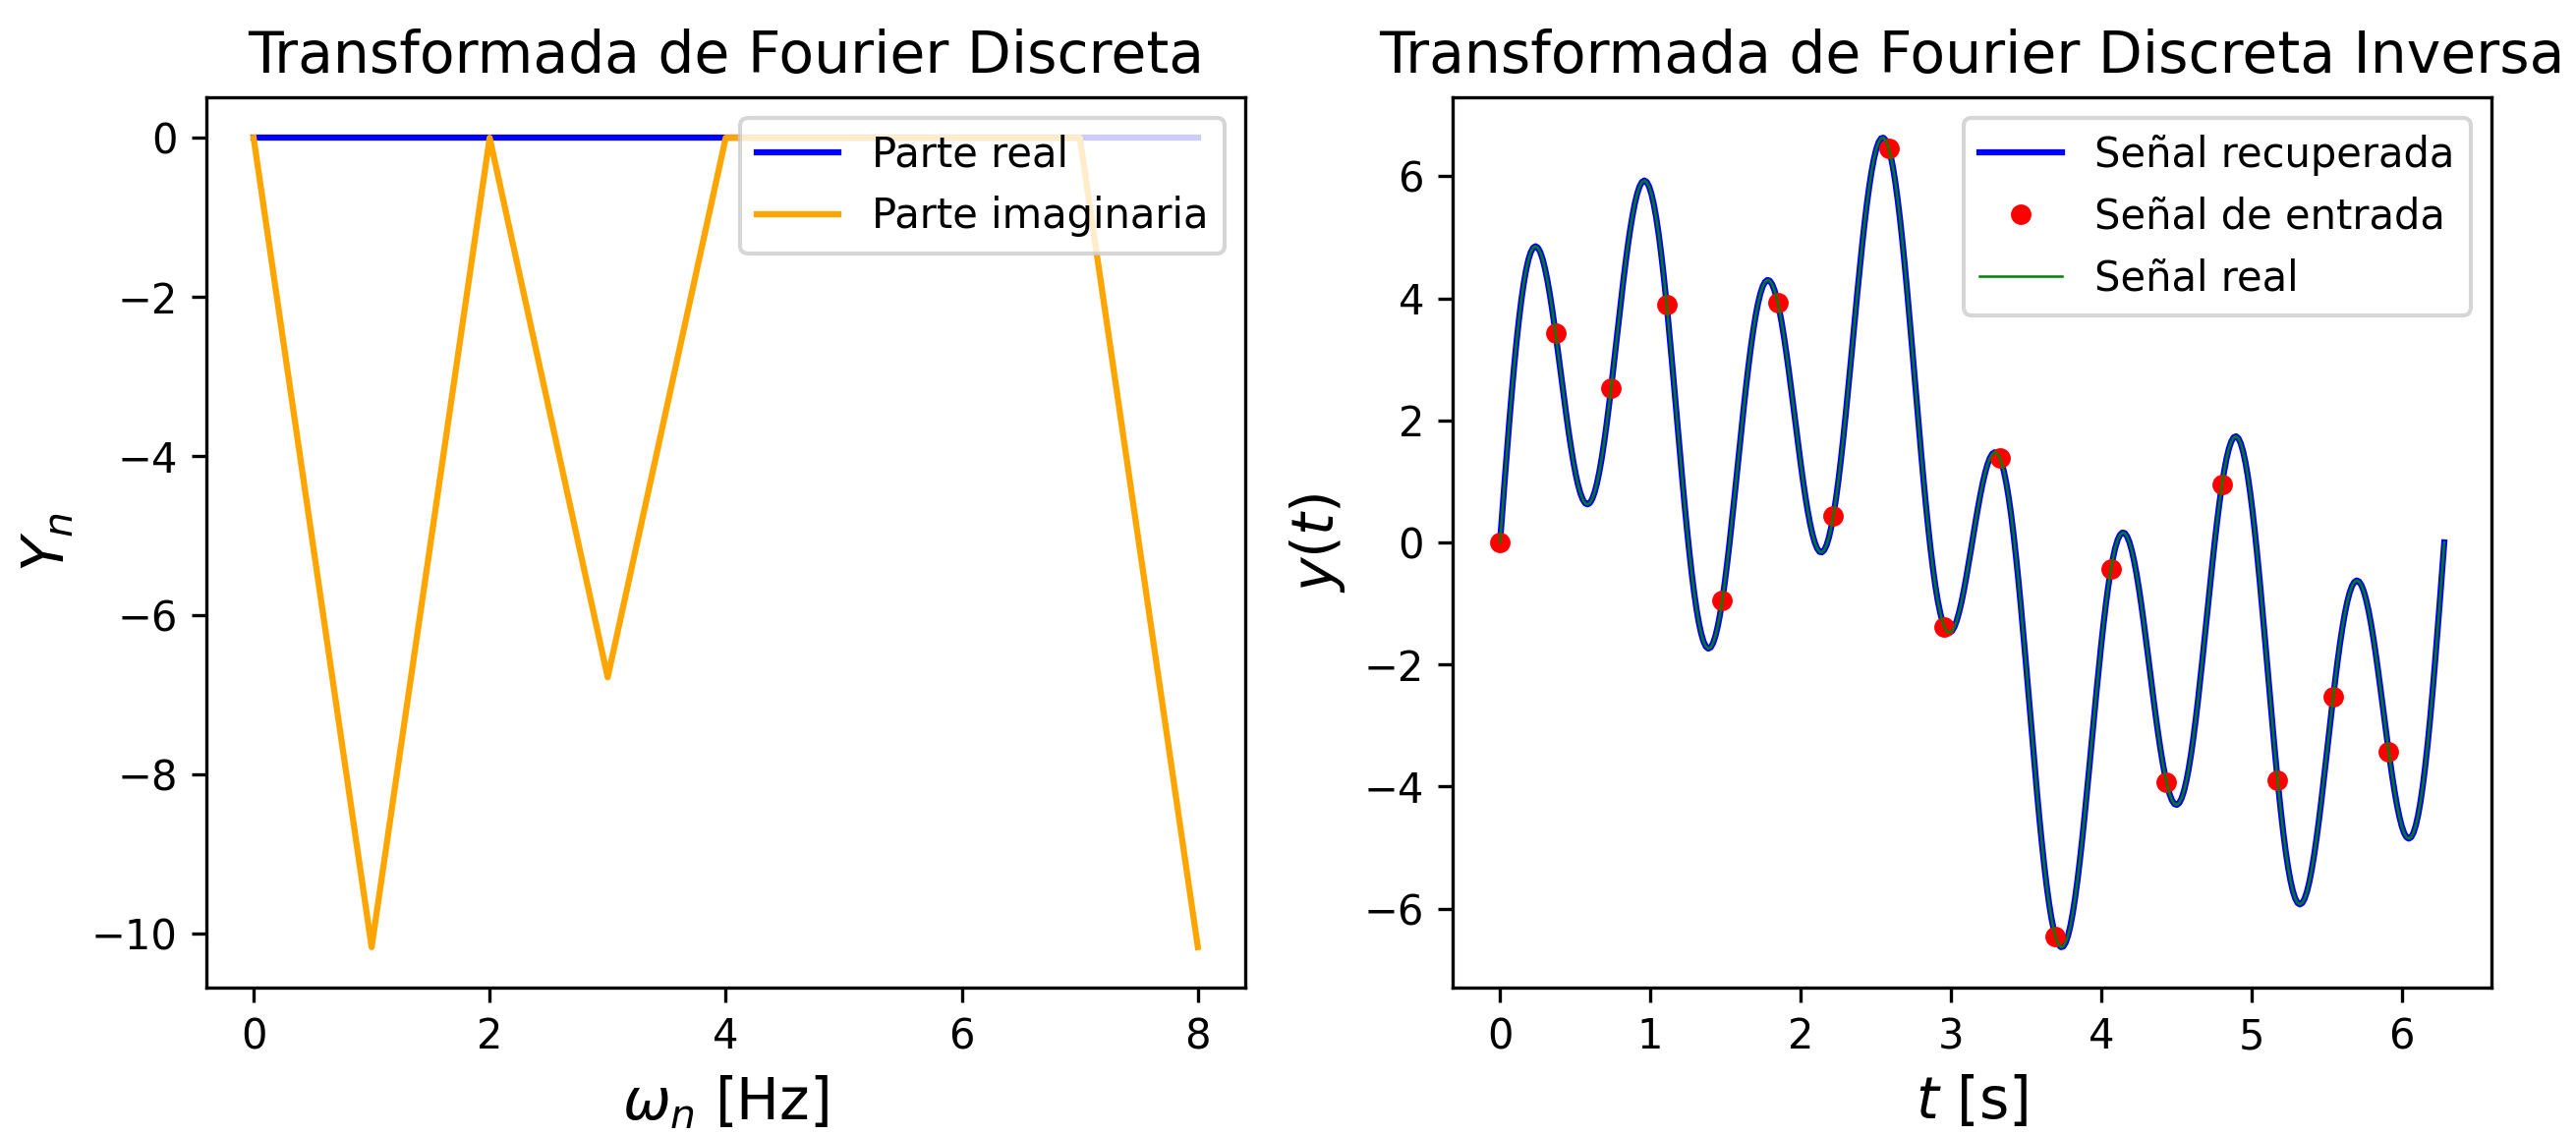 Transformada de Fourier Discreta
Parte real
Parte imaginaria
0
−2
−4
−6
−8
−10
Yₙ
0 2 4 6 8
ωₙ [Hz]
Transformada de Fourier Discreta Inversa
Señal recuperada
Señal de entrada
Señal real
6
4
2
0
−2
−4
−6
y(t)
0 1 2 3 4 5 6
t [s]